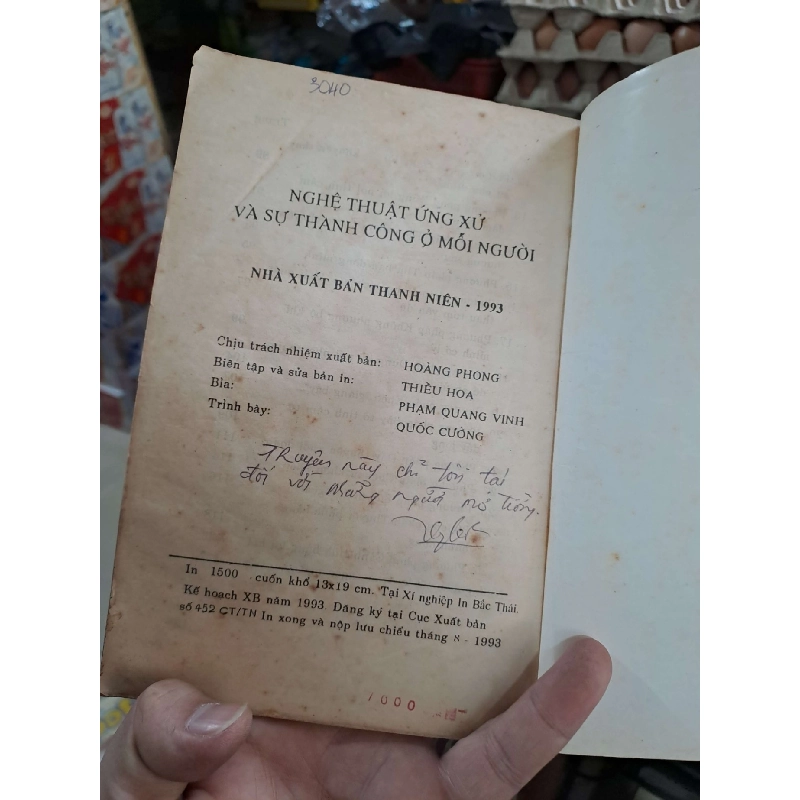 3040
NGHỆ THUẬT ỨNG XỬ
VÀ SỰ THÀNH CÔNG Ở MỖI NGƯỜI
NHÀ XUẤT BẢN THANH NIÊN - 1993
Chịu trách nhiệm xuất bản: HOÀNG PHONG
Biên tập và sửa bản in: THIỀU HOA
Bìa: PHẠM QUANG VINH
Trình bày: QUỐC CƯỜNG
Truyện này chỉ tồn tại
đối với những người mở
In 1500 cuốn khổ 13x19 cm. Tại Xí nghiệp In Bắc Thái.
Kế hoạch XB năm 1993. Đăng ký tại Cục Xuất bản
số 452 CT/TN In xong và nộp lưu chiểu tháng 8 - 1993
7000